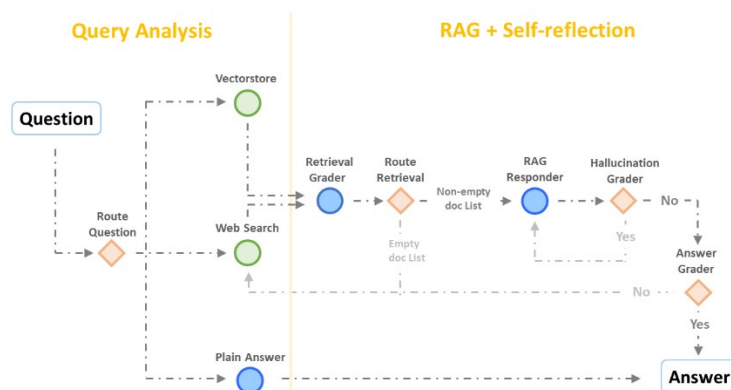 Query Analysis
RAG + Self-reflection
Vectorstore
Question
Retrieval
Grader
Route
Retrieval
RAG
Responder
Hallucination
Grader
Non-empty
doc List
No
Route
Question
Web Search
Empty
doc List
Yes
Answer
Grader
No
Yes
Plain Answer
Answer